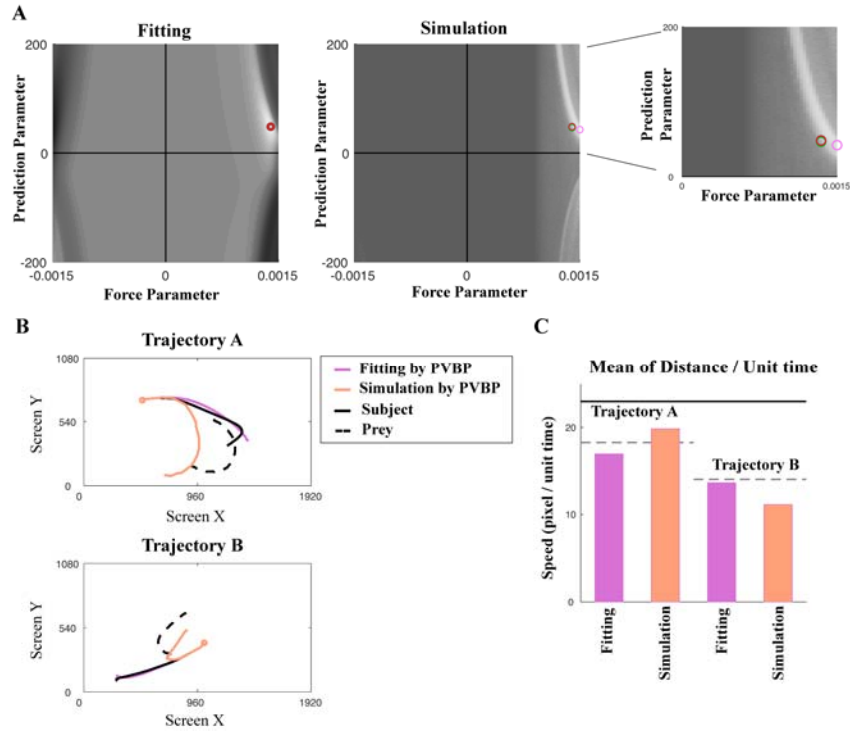 A
Fitting
Simulation
200
0
-200
Prediction Parameter
-0.0015
0
0.0015
Force Parameter
200
0
-200
Prediction Parameter
-0.0015
0
0.0015
Force Parameter
200
0
Prediction
Parameter
0
0.0015
Force Parameter
B
Trajectory A
1080
540
0
Screen Y
0
960
1920
Screen X
Fitting by PVBP
Simulation by PVBP
Subject
Prey
Trajectory B
1080
540
0
Screen Y
0
960
1920
Screen X
C
Mean of Distance / Unit time
Trajectory A
Trajectory B
20
10
0
Speed (pixel / unit time)
Fitting
Simulation
Fitting
Simulation